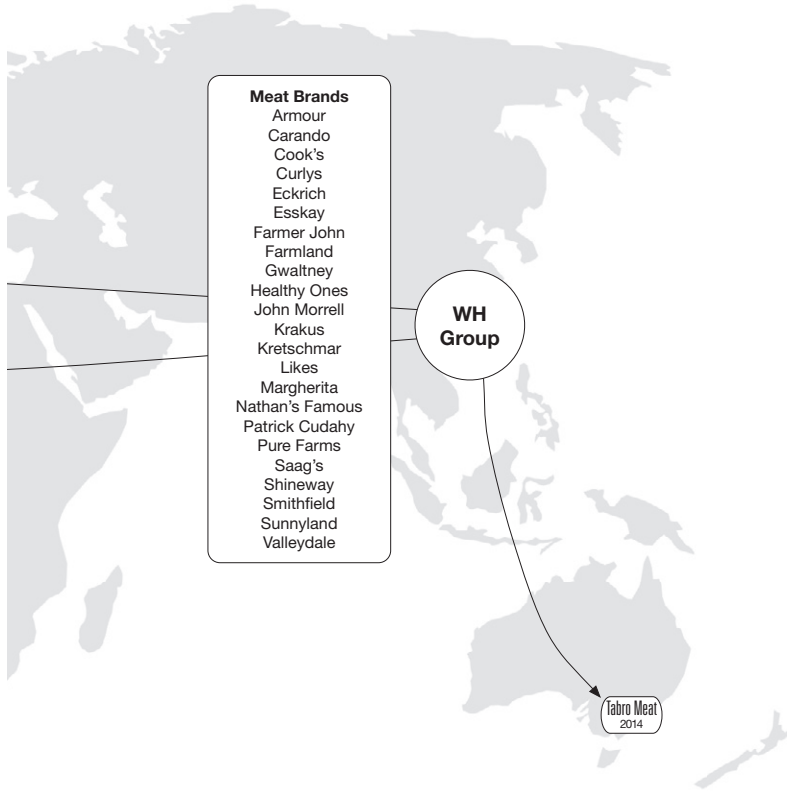 Meat Brands
Armour
Carando
Cook’s
Curlys
Eckrich
Esskay
Farmer John
Farmland
Gwaltney
Healthy Ones
John Morrell
Krakus
Kretschmar
Likes
Margherita
Nathan’s Famous
Patrick Cudahy
Pure Farms
Saag’s
Shineway
Smithfield
Sunnyland
Valleydale
WH
Group
Tabro Meat
2014